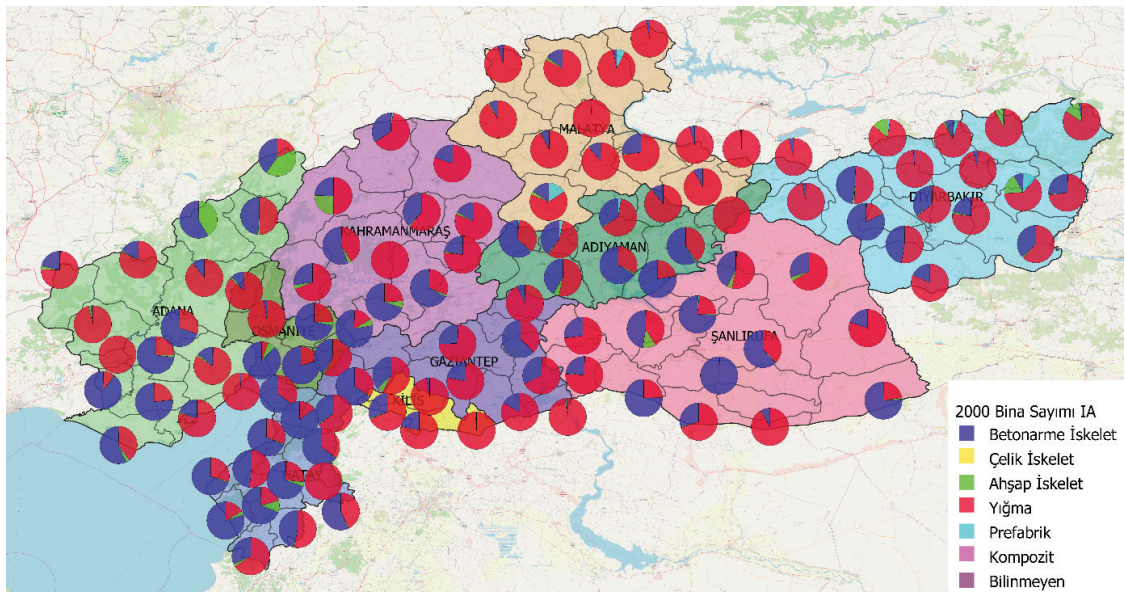 MALATYA
DİYARBAKIR
KAHRAMANMARAŞ
ADIYAMAN
ADANA
OSMANİYE
ŞANLIRUFA
GAZİANTEP
KİLİS
HATAY
2000 Bina Sayımı IA
Betonarme İskelet
Çelik İskelet
Ahşap İskelet
Yığma
Prefabrik
Kompozit
Bilinmeyen